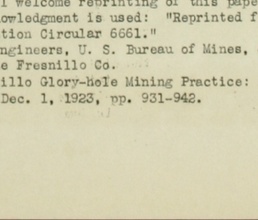 l welcome reprinting of this pape
nowledgment is used: "Reprinted f
tion Circular 6661."
ngineers, U. S. Bureau of Mines,
e Fresnillo Co.
illo Glory-hole Mining Practice:
Dec. 1, 1923, pp. 931-942.